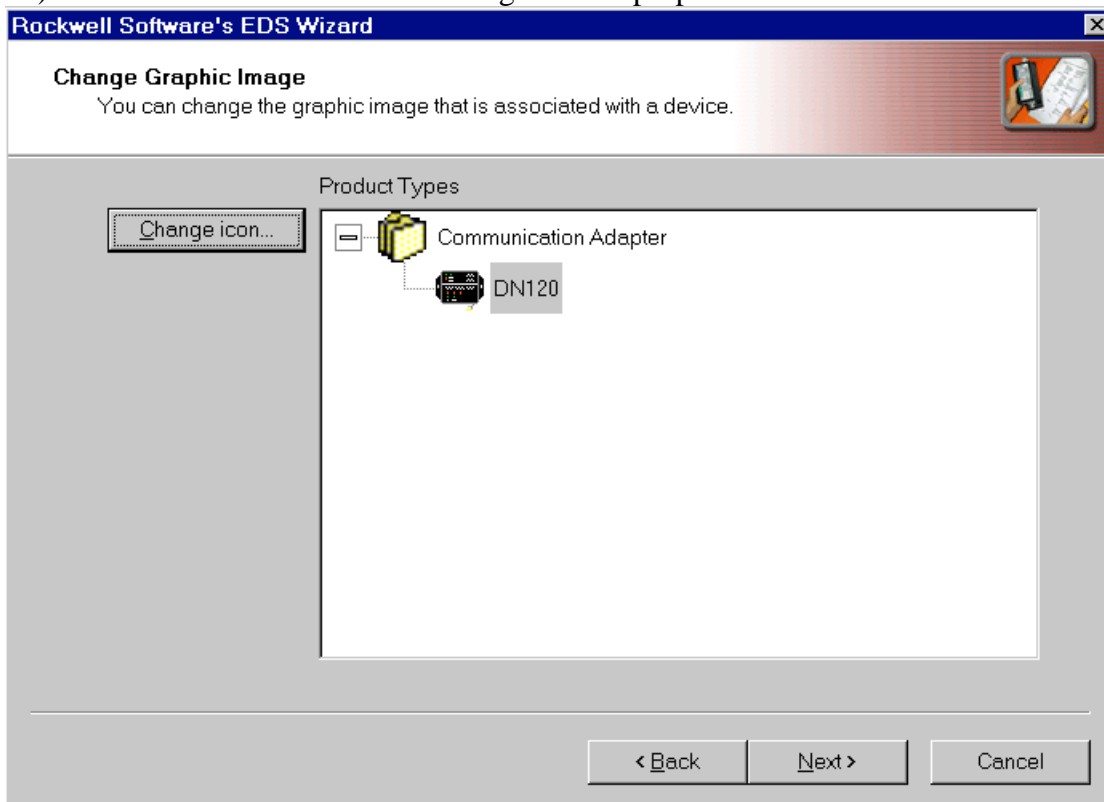 Rockwell Software's EDS Wizard
Change Graphic Image
You can change the graphic image that is associated with a device.
Product Types
Change icon...
Communication Adapter
DN120
< Back
Next >
Cancel